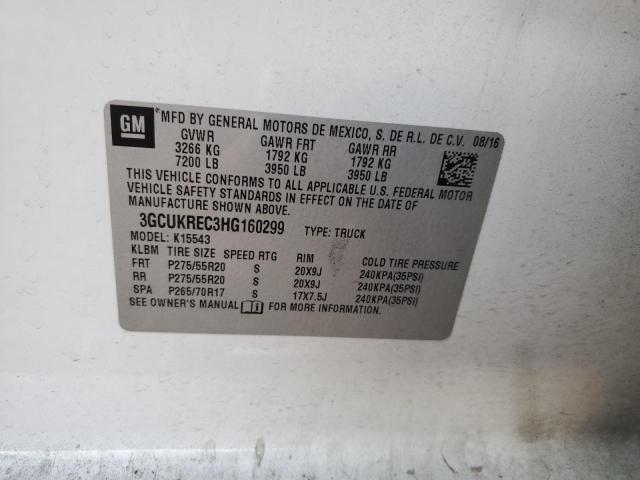 GM
*MFD BY GENERAL MOTORS DE MEXICO, S. DE R.L. DE C.V. 08/16
GVWR GAWR FRT GAWR RR
3266 KG 1792 KG 1792 KG
7200 LB 3950 LB 3950 LB
THIS VEHICLE CONFORMS TO ALL APPLICABLE U.S. FEDERAL MOTOR
VEHICLE SAFETY STANDARDS IN EFFECT ON THE DATE OF
MANUFACTURE SHOWN ABOVE.
3GCUKREC3HG160299 TYPE: TRUCK
MODEL: K15543
KLBM TIRE SIZE SPEED RTG RIM COLD TIRE PRESSURE
FRT P275/55R20 S 20X9J 240KPA(35PSI)
RR P275/55R20 S 20X9J 240KPA(35PSI)
SPA P265/70R17 S 17X7.5J 240KPA(35PSI)
SEE OWNER'S MANUAL FOR MORE INFORMATION.